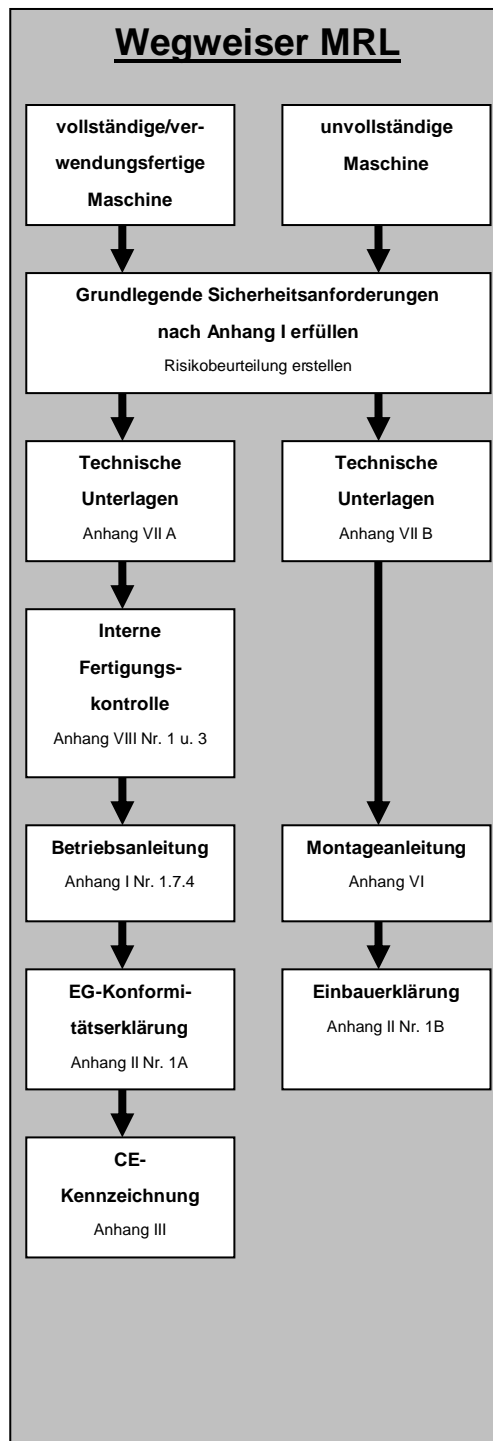 Wegweiser MRL
vollständige/ver-
wendungsfertige
Maschine
unvollständige
Maschine
Grundlegende Sicherheitsanforderungen
nach Anhang I erfüllen
Risikobeurteilung erstellen
Technische
Unterlagen
Anhang VII A
Technische
Unterlagen
Anhang VII B
Interne
Fertigungs-
kontrolle
Anhang VIII Nr. 1 u. 3
Betriebsanleitung
Anhang I Nr. 1.7.4
Montageanleitung
Anhang VI
EG-Konformi-
tätserklärung
Anhang II Nr. 1A
Einbauerklärung
Anhang II Nr. 1B
CE-
Kennzeichnung
Anhang III